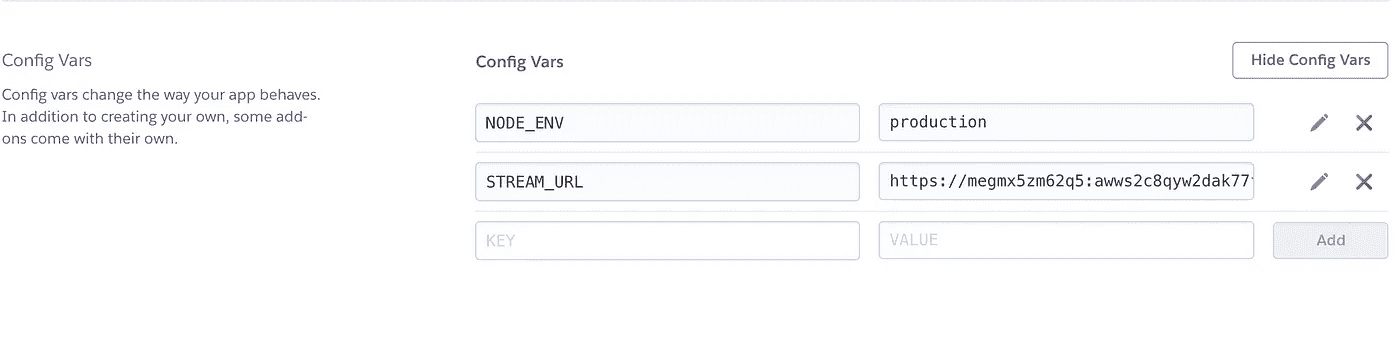 Config Vars
Config vars change the way your app behaves.
In addition to creating your own, some add-
ons come with their own.
Config Vars
Hide Config Vars
NODE_ENV
production
STREAM_URL
https://megmx5zm62q5:awws2c8qyw2dak77
KEY
VALUE
Add